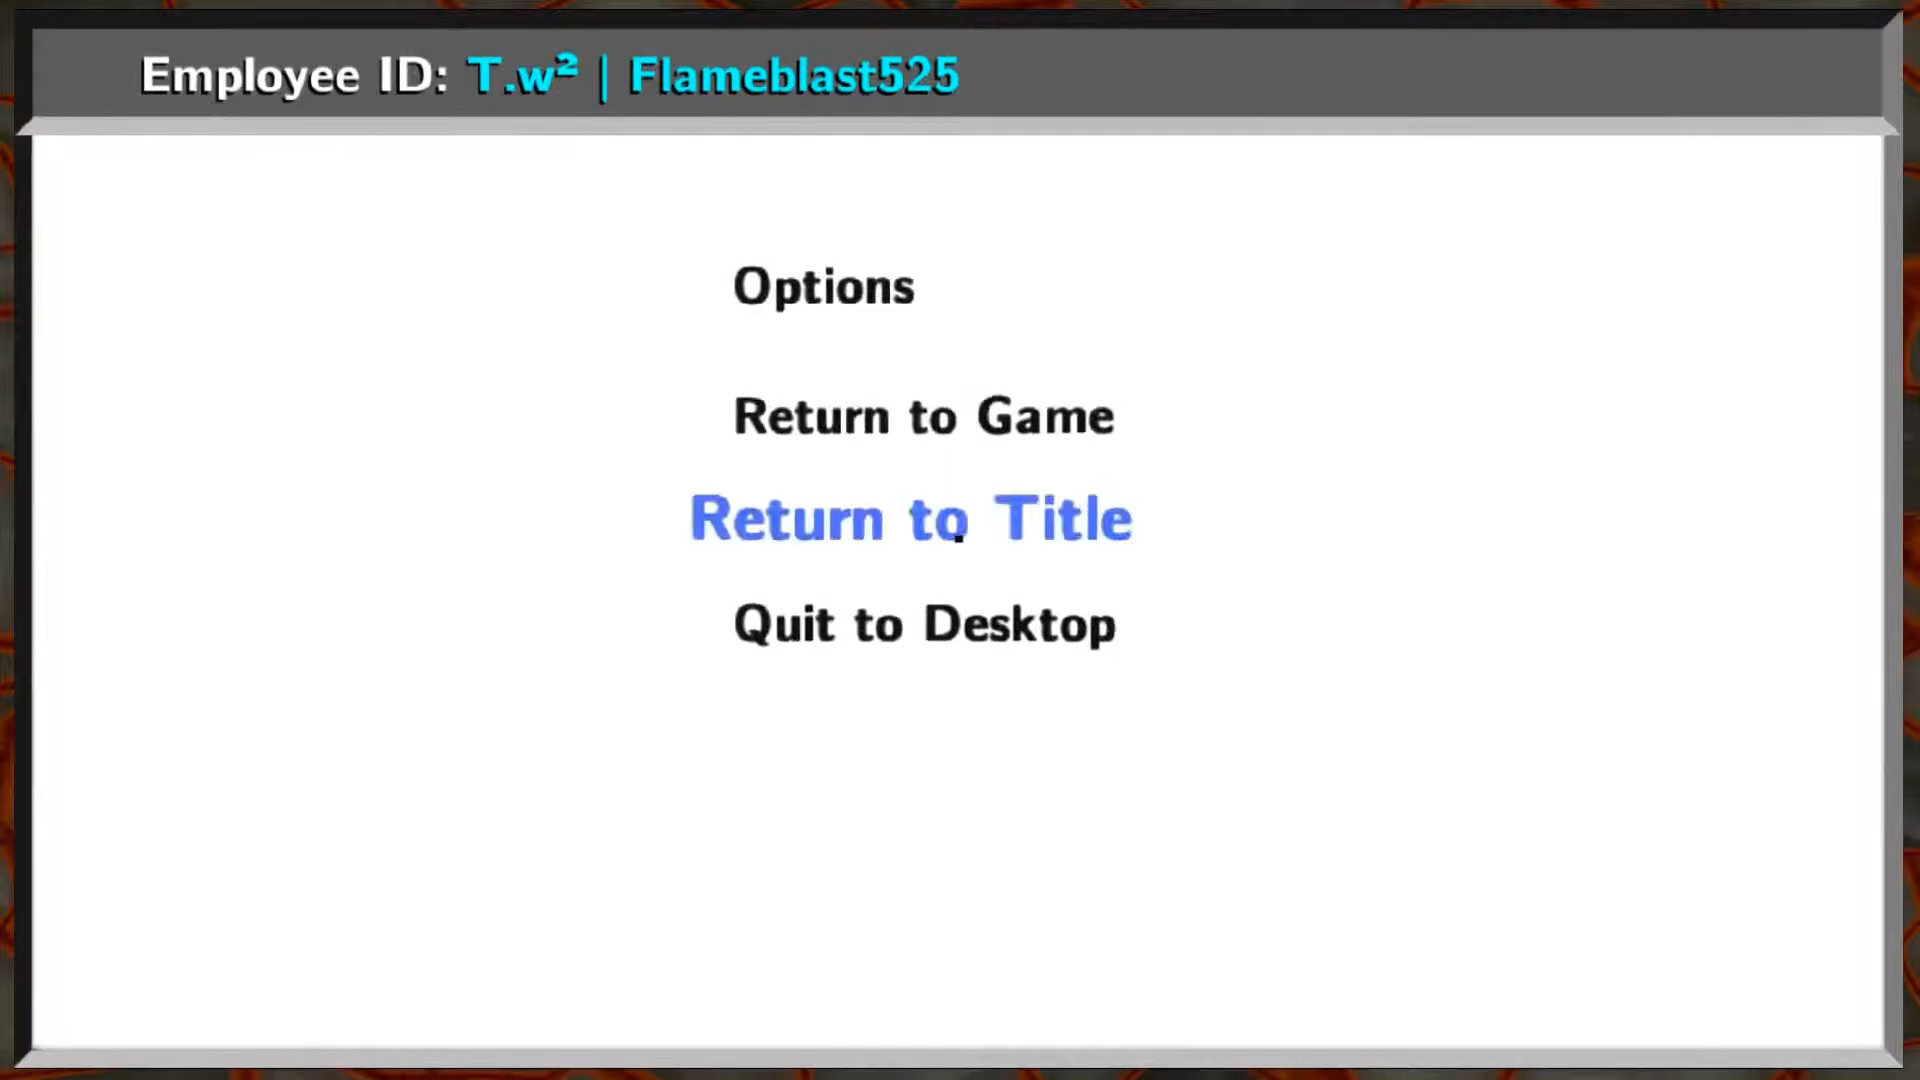 Employee ID: T.w² | Flameblast525
Options
Return to Game
Return to Title
Quit to Desktop